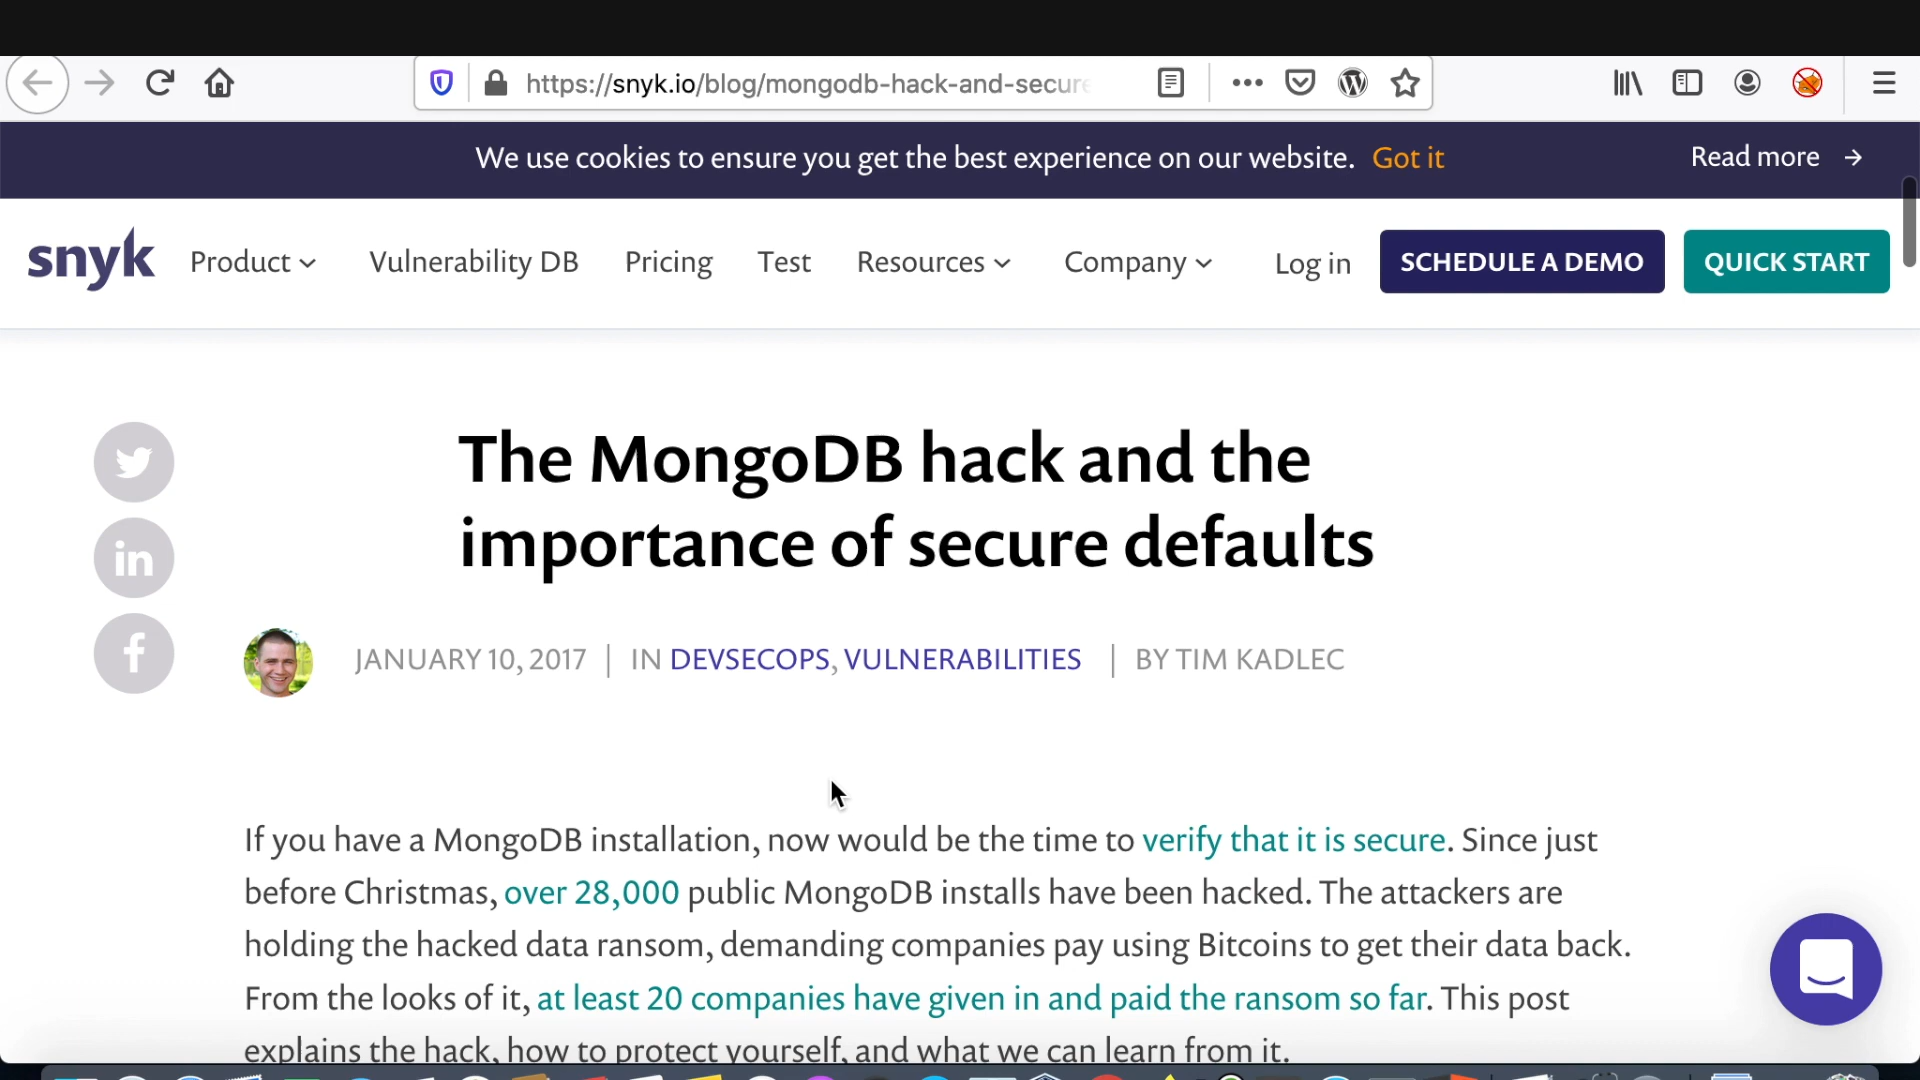 https://snyk.io/blog/mongodb-hack-and-secure
We use cookies to ensure you get the best experience on our website. Got it
Read more →
snyk
Product
Vulnerability DB
Pricing
Test
Resources
Company
Log in
SCHEDULE A DEMO
QUICK START
The MongoDB hack and the
importance of secure defaults
JANUARY 10, 2017 | IN DEVSECOPS, VULNERABILITIES | BY TIM KADLEC
If you have a MongoDB installation, now would be the time to verify that it is secure. Since just
before Christmas, over 28,000 public MongoDB installs have been hacked. The attackers are
holding the hacked data ransom, demanding companies pay using Bitcoins to get their data back.
From the looks of it, at least 20 companies have given in and paid the ransom so far. This post
explains the hack, how to protect yourself, and what we can learn from it.